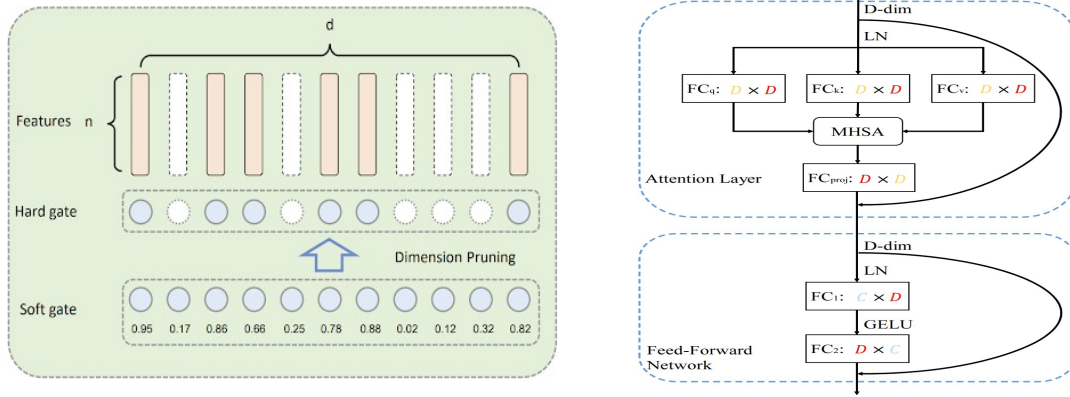 d
Features n
Hard gate
Dimension Pruning
Soft gate
0.95 0.17 0.86 0.66 0.25 0.78 0.88 0.02 0.12 0.32 0.82
D-dim
LN
FCq: D × D
FCk: D × D
FCv: D × D
MHSA
FCproj: D × D
Attention Layer
D-dim
LN
FC1: C × D
GELU
FC2: D × C
Feed-Forward
Network